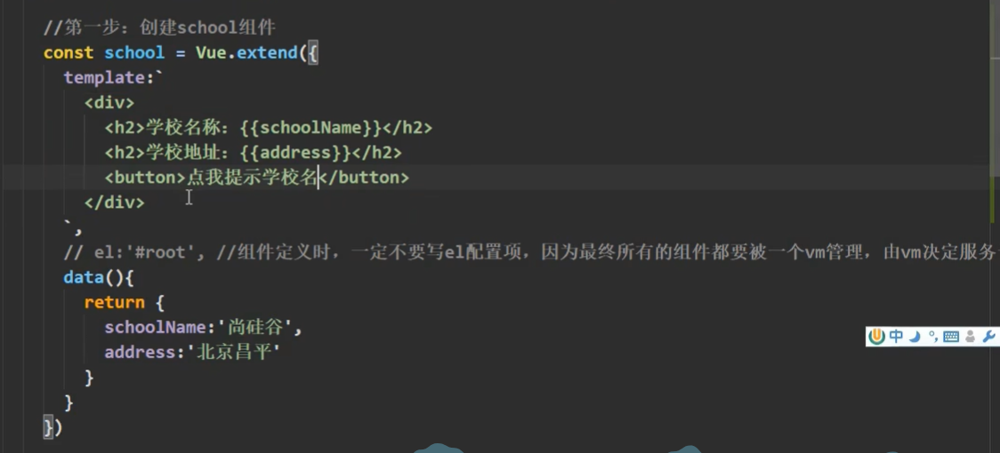 //第一步：创建school组件
const school = Vue.extend({
template:`
<div>
<h2>学校名称：{{schoolName}}</h2>
<h2>学校地址：{{address}}</h2>
<button>点我提示学校名</button>
</div>
`,
// el:'#root', //组件定义时，一定不要写el配置项，因为最终所有的组件都要被一个vm管理，由vm决定服务
data(){
return {
schoolName:'尚硅谷',
address:'北京昌平'
}
}
})
中